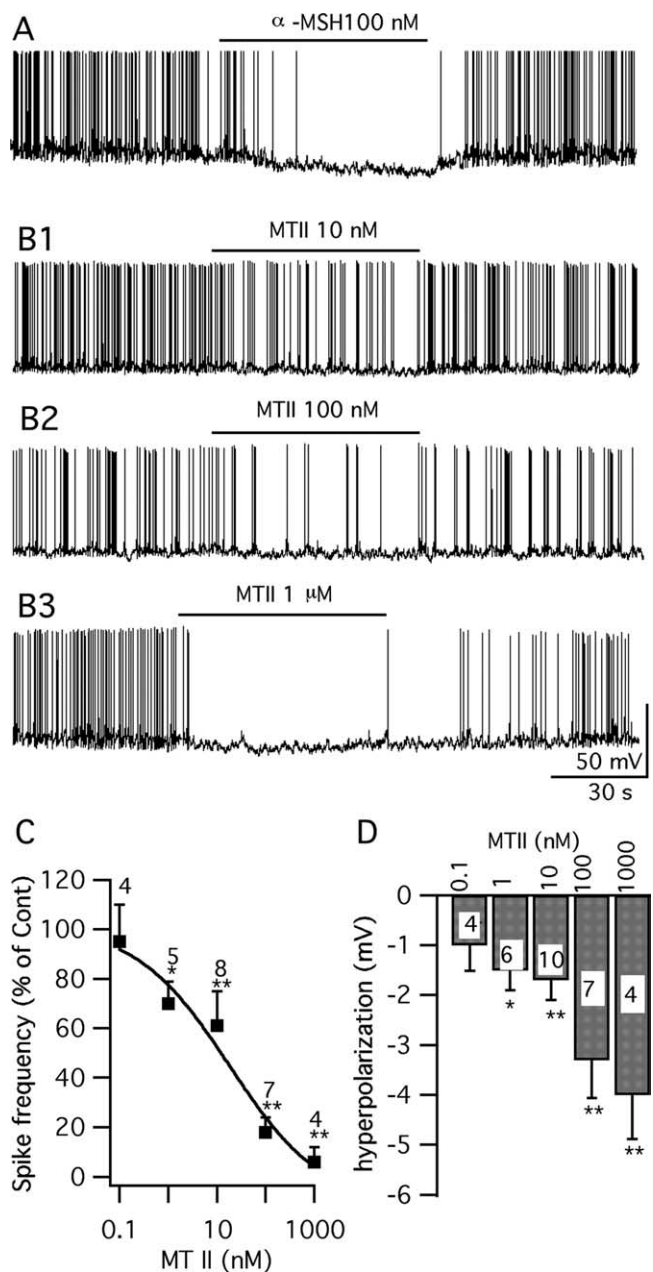 A
α -MSH100 nM
B1
MTII 10 nM
B2
MTII 100 nM
B3
MTII 1 μM
50 mV
30 s
C
Spike frequency (% of Cont)
120
100
80
60
40
20
0
4
5
*
8
**
7
**
4
**
0.1
10
1000
MT II (nM)
D
MTII (nM)
0.1
1
10
100
1000
hyperpolarization (mV)
0
-1
-2
-3
-4
-5
-6
4
6
10
7
4
*
**
**
**